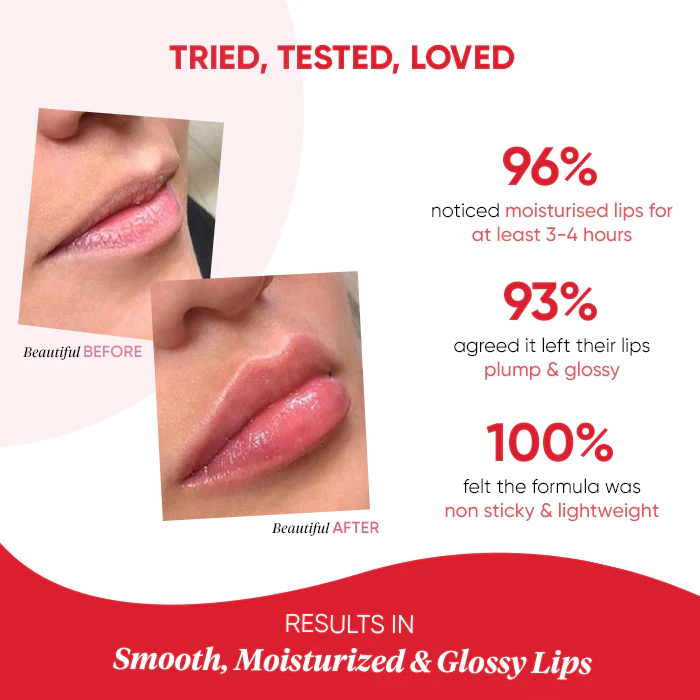 TRIED, TESTED, LOVED
Beautiful BEFORE
Beautiful AFTER
96%
noticed moisturised lips for
at least 3-4 hours
93%
agreed it left their lips
plump & glossy
100%
felt the formula was
non sticky & lightweight
RESULTS IN
Smooth, Moisturized & Glossy Lips